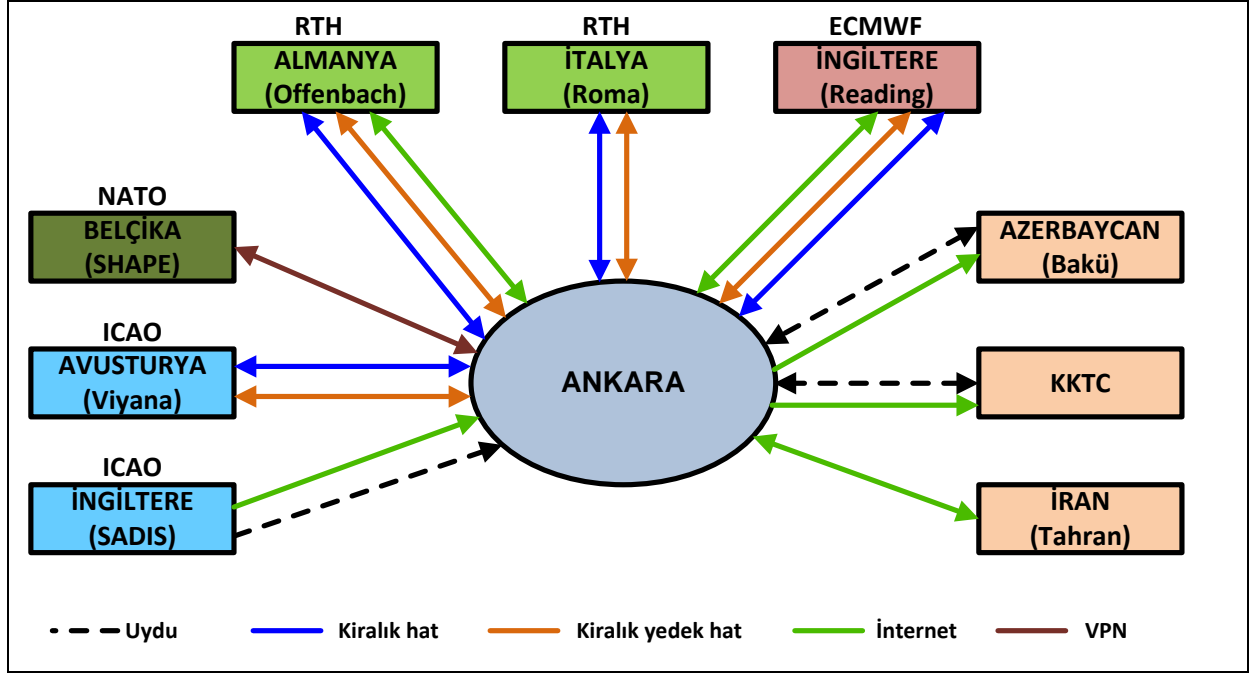 RTH
ALMANYA
(Offenbach)
RTH
İTALYA
(Roma)
ECMWF
İNGİLTERE
(Reading)
NATO
BELÇİKA
(SHAPE)
AZERBAYCAN
(Bakü)
ICAO
AVUSTURYA
(Viyana)
ANKARA
KKTC
ICAO
İNGİLTERE
(SADIS)
İRAN
(Tahran)
Uydu
Kiralık hat
Kiralık yedek hat
İnternet
VPN